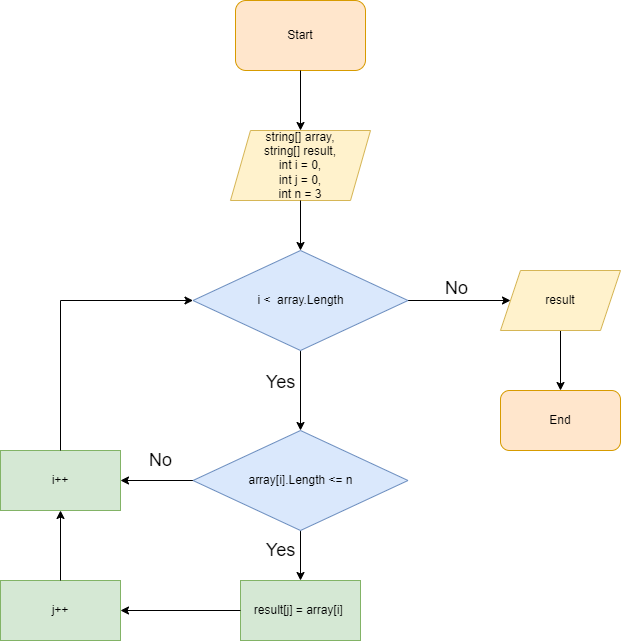 Start
string[] array,
string[] result,
int i = 0,
int j = 0,
int n = 3
i <  array.Length
No
result
Yes
End
No
i++
array[i].Length <= n
Yes
j++
result[j] = array[i]